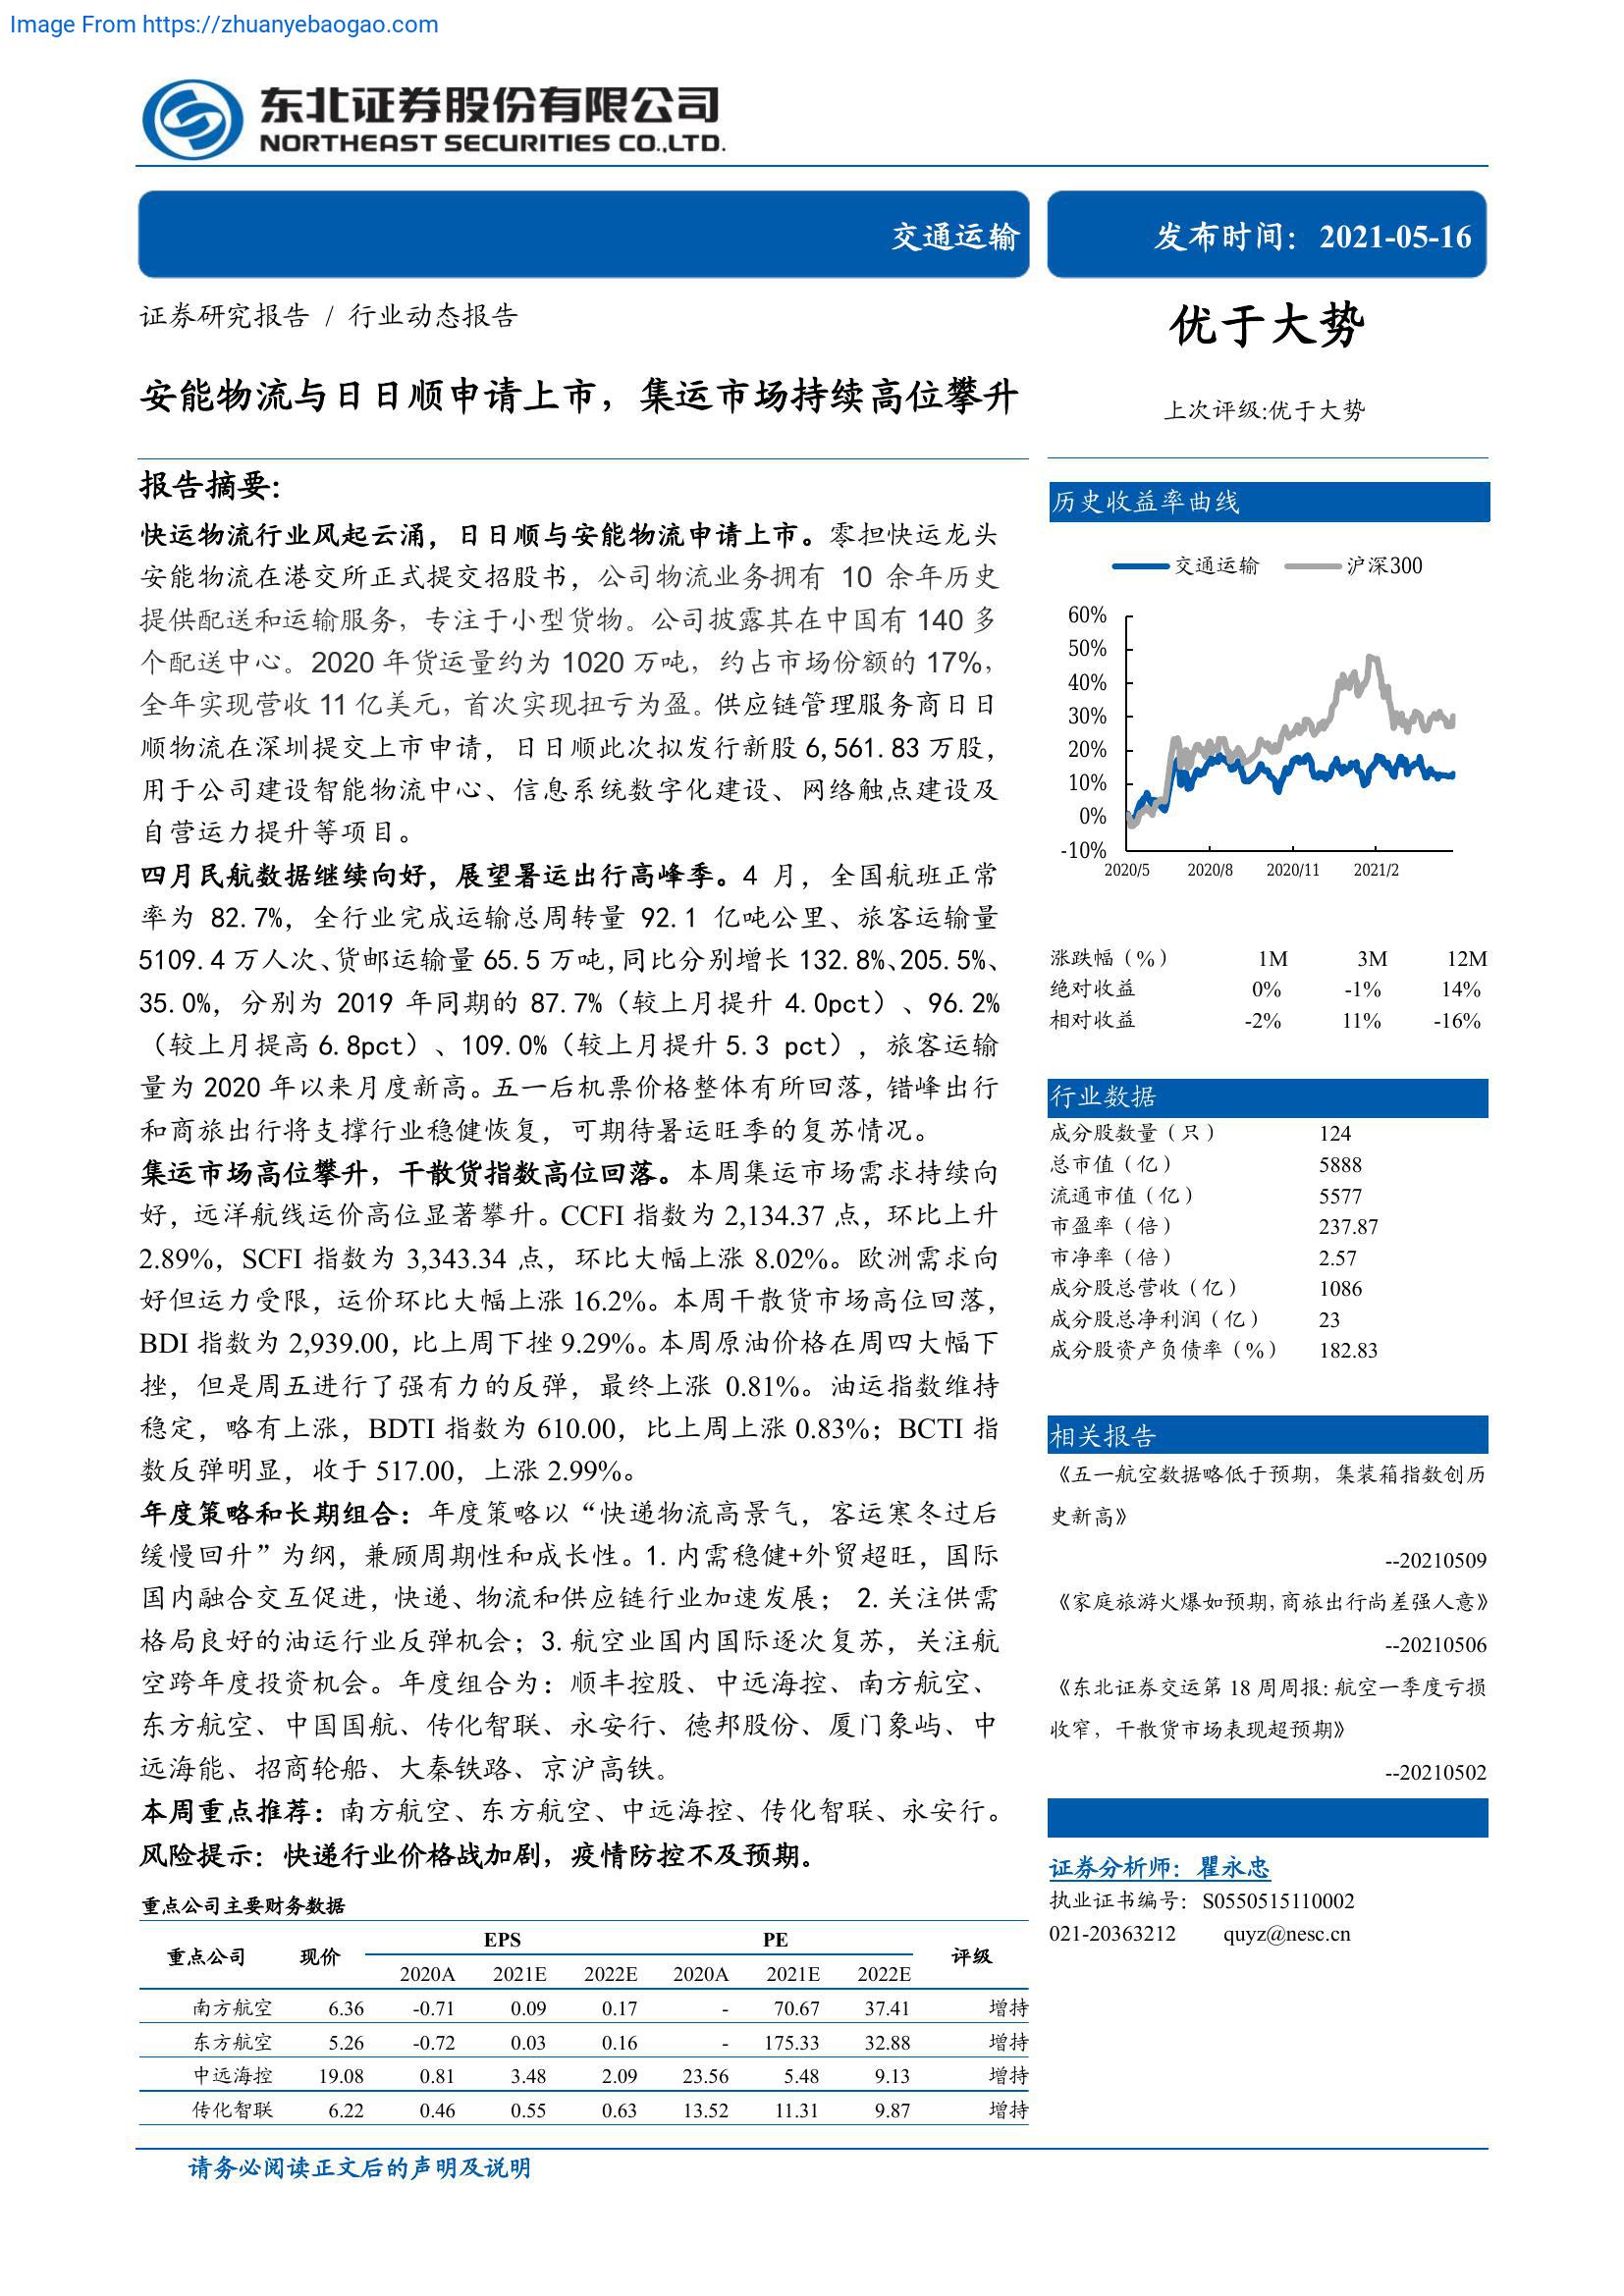 Image From https://zhuanyebaogao.com
东北证券股份有限公司
NORTHEAST SECURITIES CO.,LTD.
交通运输
发布时间：2021-05-16
证券研究报告 / 行业动态报告
优于大势
安能物流与日日顺申请上市，集运市场持续高位攀升
上次评级:优于大势
报告摘要：
快运物流行业风起云涌，日日顺与安能物流申请上市。零担快运龙头
安能物流在港交所正式提交招股书，公司物流业务拥有 10 余年历史
提供配送和运输服务，专注于小型货物。公司披露其在中国有 140 多
个配送中心。2020 年货运量约为 1020 万吨，约占市场份额的 17%，
全年实现营收 11 亿美元，首次实现扭亏为盈。供应链管理服务商日日
顺物流在深圳提交上市申请，日日顺此次拟发行新股 6,561.83 万股，
用于公司建设智能物流中心、信息系统数字化建设、网络触点建设及
自营运力提升等项目。
四月民航数据继续向好，展望暑运出行高峰季。4 月，全国航班正常
率为 82.7%，全行业完成运输总周转量 92.1 亿吨公里、旅客运输量
5109.4 万人次、货邮运输量 65.5 万吨，同比分别增长 132.8%、205.5%、
35.0%，分别为 2019 年同期的 87.7%（较上月提升 4.0pct）、96.2%
（较上月提高 6.8pct）、109.0%（较上月提升 5.3 pct），旅客运输
量为 2020 年以来月度新高。五一后机票价格整体有所回落，错峰出行
和商旅出行将支撑行业稳健恢复，可期待暑运旺季的复苏情况。
集运市场高位攀升，干散货指数高位回落。本周集运市场需求持续向
好，远洋航线运价高位显著攀升。CCFI 指数为 2,134.37 点，环比上升
2.89%，SCFI 指数为 3,343.34 点，环比大幅上涨 8.02%。欧洲需求向
好但运力受限，运价环比大幅上涨 16.2%。本周干散货市场高位回落，
BDI 指数为 2,939.00，比上周下挫 9.29%。本周原油价格在周四大幅下
挫，但是周五进行了强有力的反弹，最终上涨 0.81%。油运指数维持
稳定，略有上涨，BDTI 指数为 610.00，比上周上涨 0.83%；BCTI 指
数反弹明显，收于 517.00，上涨 2.99%。
年度策略和长期组合：年度策略以“快递物流高景气，客运寒冬过后
缓慢回升”为纲，兼顾周期性和成长性。1.内需稳健+外贸超旺，国际
国内融合交互促进，快递、物流和供应链行业加速发展； 2.关注供需
格局良好的油运行业反弹机会；3.航空业国内国际逐次复苏，关注航
空跨年度投资机会。年度组合为：顺丰控股、中远海控、南方航空、
东方航空、中国国航、传化智联、永安行、德邦股份、厦门象屿、中
远海能、招商轮船、大秦铁路、京沪高铁。
本周重点推荐：南方航空、东方航空、中远海控、传化智联、永安行。
风险提示：快递行业价格战加剧，疫情防控不及预期。
重点公司主要财务数据
重点公司 现价 EPS PE 评级
2020A 2021E 2022E 2020A 2021E 2022E
南方航空 6.36 -0.71 0.09 0.17 - 70.67 37.41 增持
东方航空 5.26 -0.72 0.03 0.16 - 175.33 32.88 增持
中远海控 19.08 0.81 3.48 2.09 23.56 5.48 9.13 增持
传化智联 6.22 0.46 0.55 0.63 13.52 11.31 9.87 增持
历史收益率曲线
交通运输 沪深300
60%
50%
40%
30%
20%
10%
0%
-10%
2020/5 2020/8 2020/11 2021/2
涨跌幅（%） 1M 3M 12M
绝对收益 0% -1% 14%
相对收益 -2% 11% -16%
行业数据
成分股数量（只） 124
总市值（亿） 5888
流通市值（亿） 5577
市盈率（倍） 237.87
市净率（倍） 2.57
成分股总营收（亿） 1086
成分股总净利润（亿） 23
成分股资产负债率（%） 182.83
相关报告
《五一航空数据略低于预期，集装箱指数创历
史新高》
--20210509
《家庭旅游火爆如预期，商旅出行尚差强人意》
--20210506
《东北证券交运第 18 周周报：航空一季度亏损
收窄，干散货市场表现超预期》
--20210502
证券分析师：瞿永忠
执业证书编号：S0550515110002
021-20363212 quyz@nesc.cn
请务必阅读正文后的声明及说明